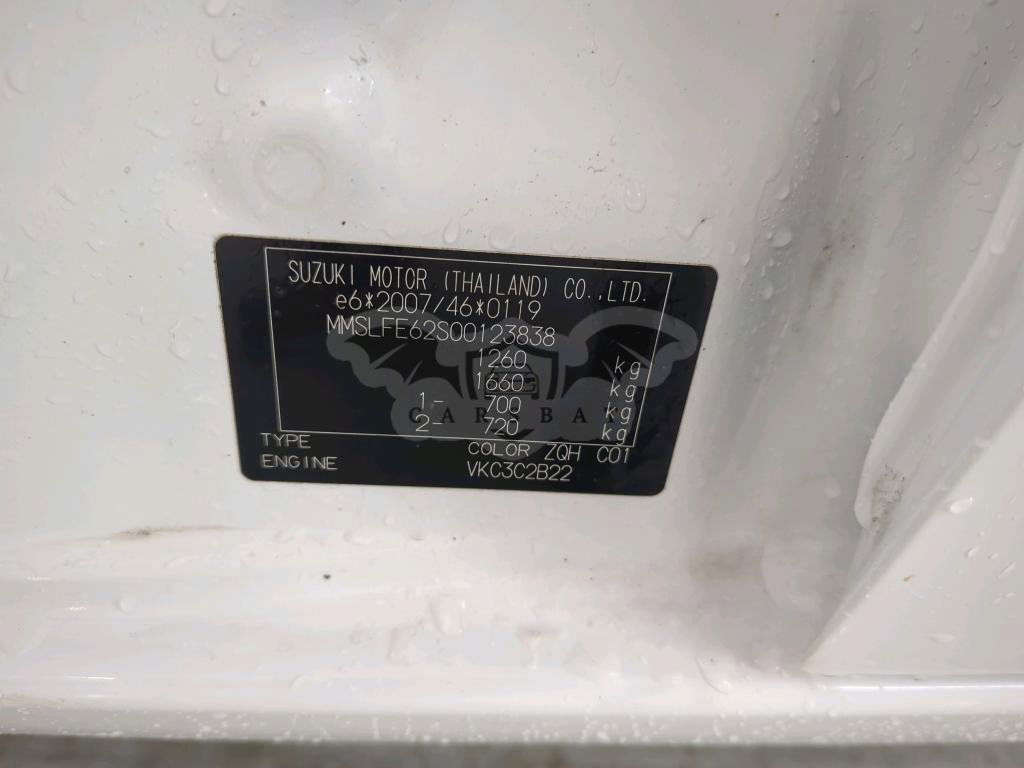 SUZUKI MOTOR (THAILAND) CO.,LTD.
e6*2007/46*0119
MMSLFE62S00123838
1260 kg
1660 kg
1- 700 kg
2- 720 kg
TYPE COLOR ZQH C01
ENGINE VKC3C2B22
CARSBAT